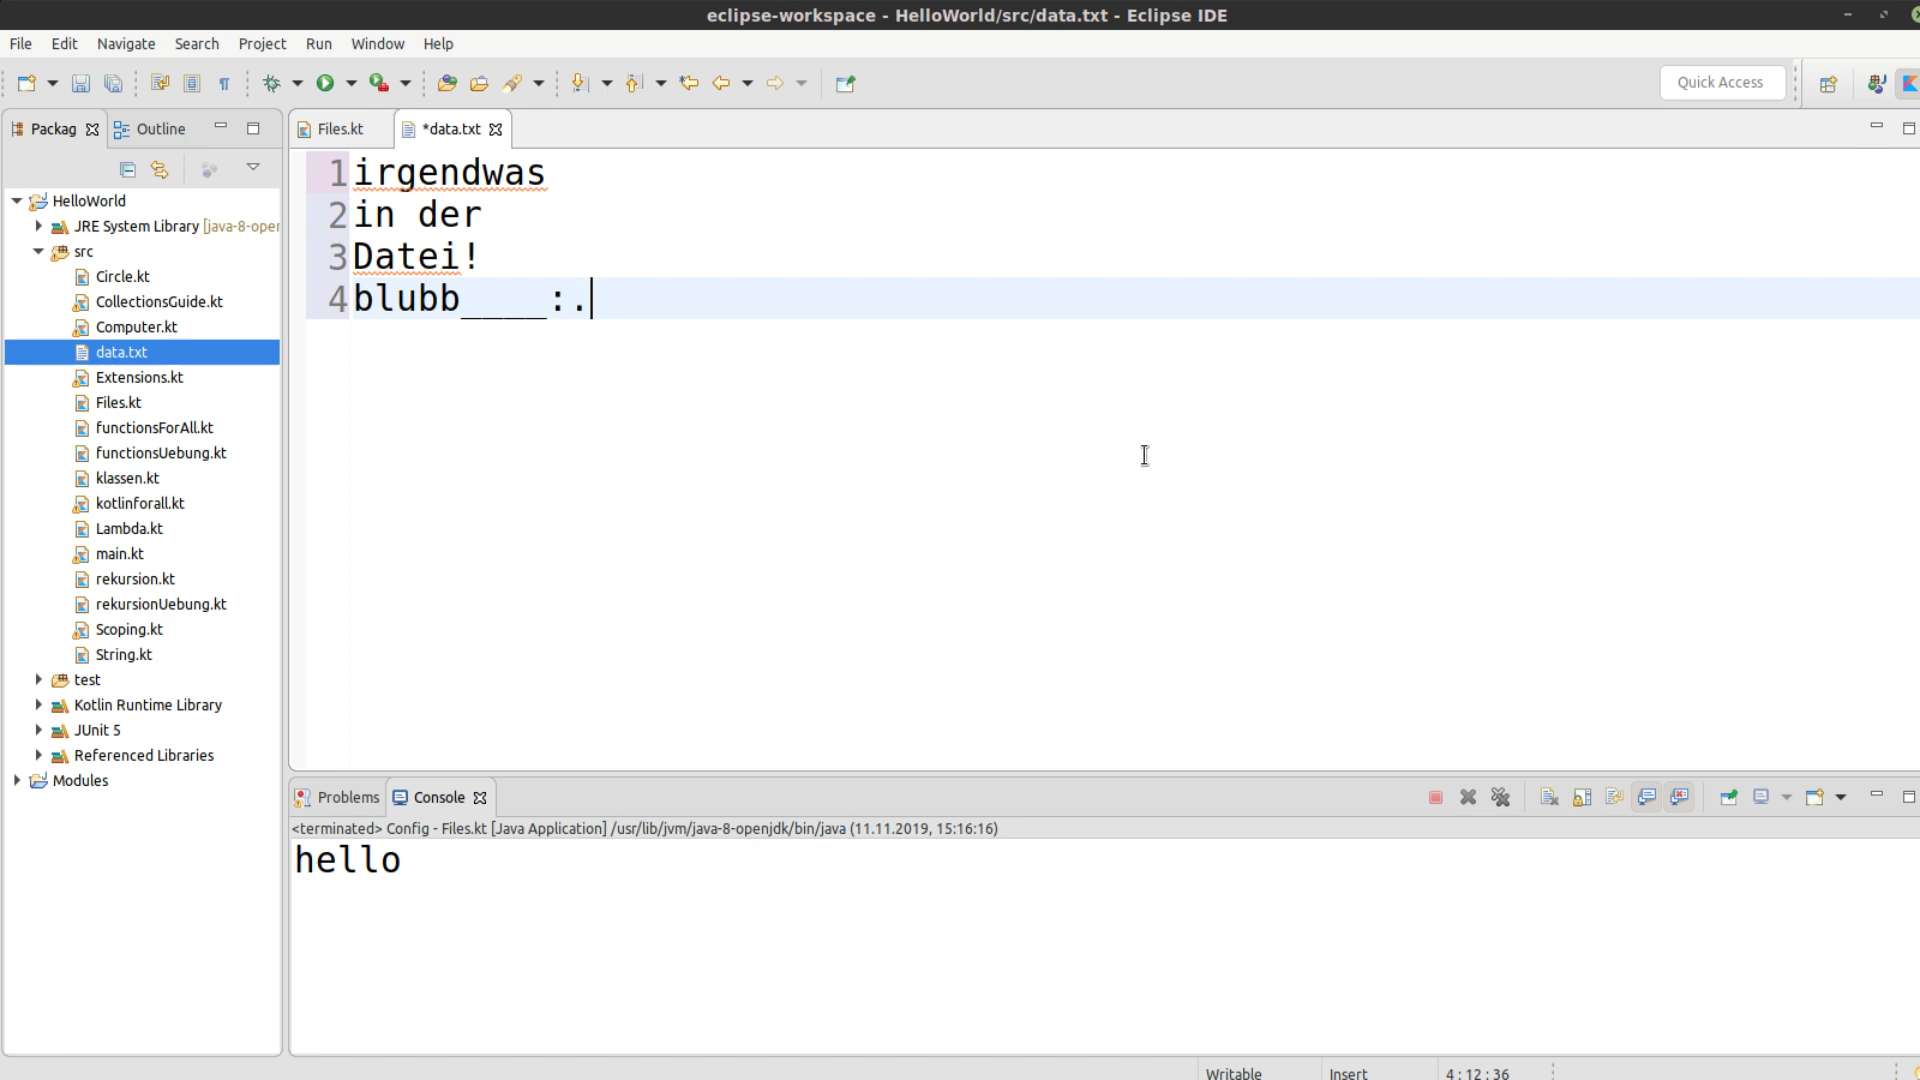 eclipse-workspace - HelloWorld/src/data.txt - Eclipse IDE
File Edit Navigate Search Project Run Window Help
Quick Access
Packag Outline
Files.kt *data.txt
HelloWorld
JRE System Library [java-8-oper
src
Circle.kt
CollectionsGuide.kt
Computer.kt
data.txt
Extensions.kt
Files.kt
functionsForAll.kt
functionsUebung.kt
klassen.kt
kotlinforall.kt
Lambda.kt
main.kt
rekursion.kt
rekursionUebung.kt
Scoping.kt
String.kt
test
Kotlin Runtime Library
JUnit 5
Referenced Libraries
Modules
1 irgendwas
2 in der
3 Datei!
4 blubb____:.
Problems Console
<terminated> Config - Files.kt [Java Application] /usr/lib/jvm/java-8-openjdk/bin/java (11.11.2019, 15:16:16)
hello
Writable Insert 4 : 12 : 36